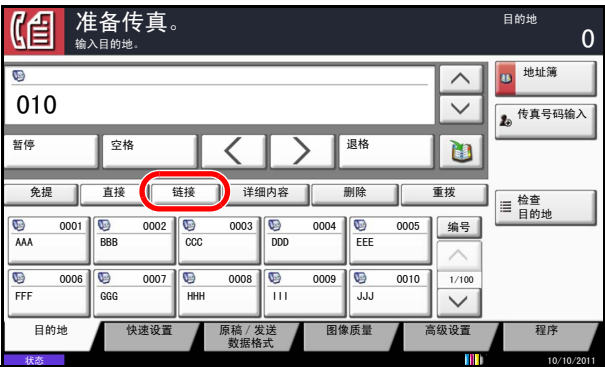 准备传真。
输入目的地。
目的地
0
010
地址簿
传真号码输入
暂停
空格
退格
免提
直接
链接
详细内容
删除
重拨
检查
目的地
0001
AAA
0002
BBB
0003
CCC
0004
DDD
0005
EEE
编号
0006
FFF
0007
GGG
0008
HHH
0009
III
0010
JJJ
1/100
目的地
快速设置
原稿 / 发送
数据格式
图像质量
高级设置
程序
状态
10/10/2011